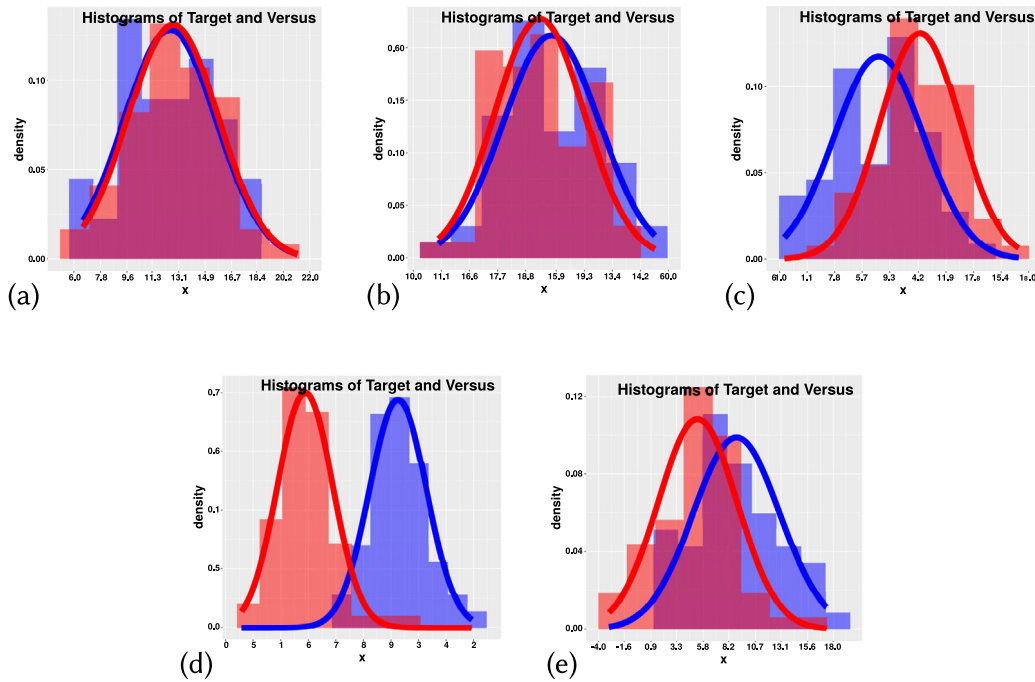 Histograms of Target and Versus
density
0.10
0.05
0.00
6.0 7.8 9.6 11.3 13.1 14.9 16.7 18.4 20.2 22.0
x
(a)
Histograms of Target and Versus
density
0,60
0.15
0.10
0.05
0.00
10.0 11.1 16.6 17.7 18.8 15.9 19.3 14.4 60.0
x
(b)
Histograms of Target and Versus
density
0.10
0.05
0.00
1.1 7.8 5.7 9.3 4.2 11.9 17.8 15.4
x
(c)
Histograms of Target and Versus
density
0.7
0.6
0.1
0.5
0.0
0 5 1 6 7 8 9 3 4 2
x
(d)
Histograms of Target and Versus
density
0.12
0.08
0.04
0.00
-4.0 -1.6 0.9 3.3 5.8 8.2 10.7 13.1 15.6 18.0
x
(e)